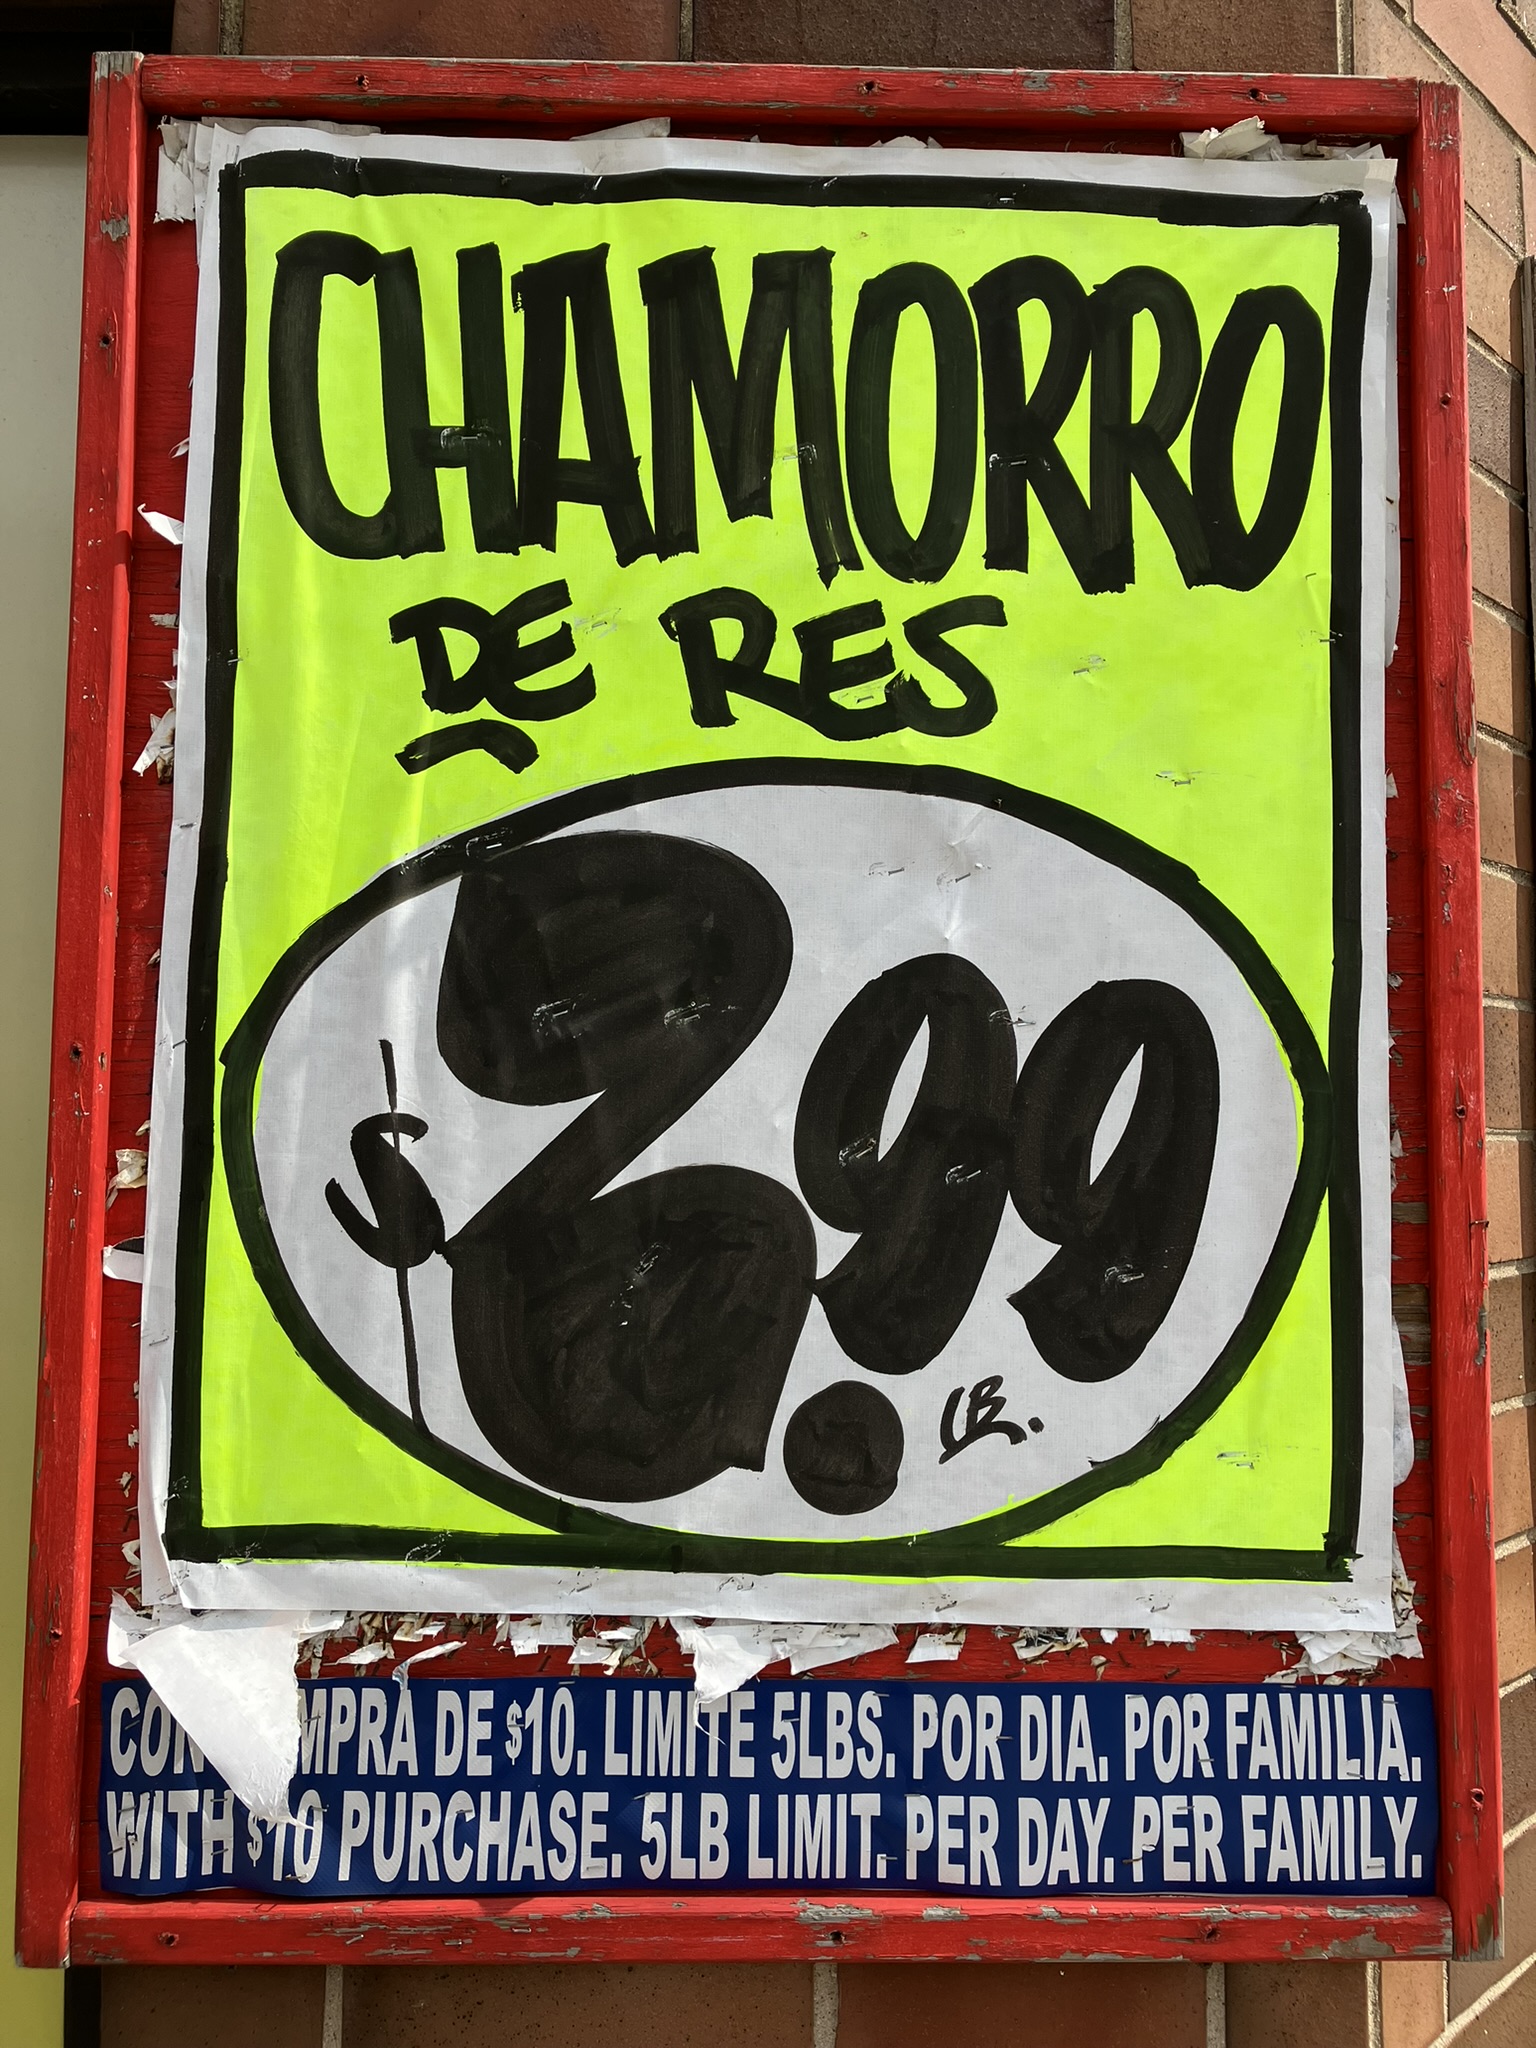 CHAMORRO
DE RES
$2.99 LB.
CON COMPRA DE $10. LIMITE 5LBS. POR DIA. POR FAMILIA.
WITH $10 PURCHASE. 5LB LIMIT. PER DAY. PER FAMILY.